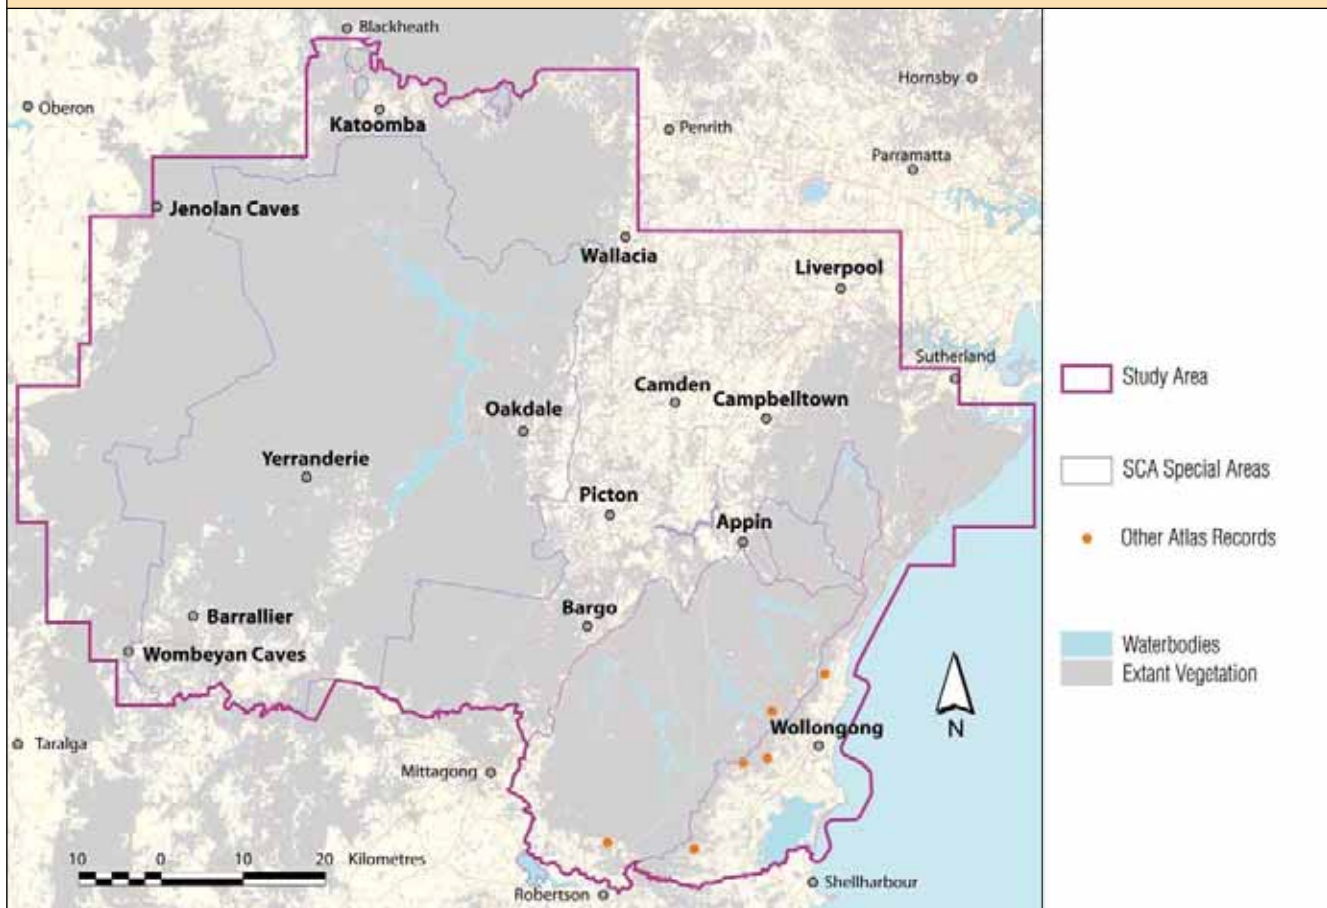 Blackheath
Hornsby
Oberon
Katoomba
Penrith
Parramatta
Jenolan Caves
Wallacia
Liverpool
Sutherland
Camden
Campbelltown
Oakdale
Yerranderie
Picton
Appin
Bargo
Barrallier
Wombeyan Caves
Wollongong
Taralga
Mittagong
10 0 10 20 Kilometres
Robertson
Shellharbour
N
Study Area
SCA Special Areas
Other Atlas Records
Waterbodies
Extant Vegetation